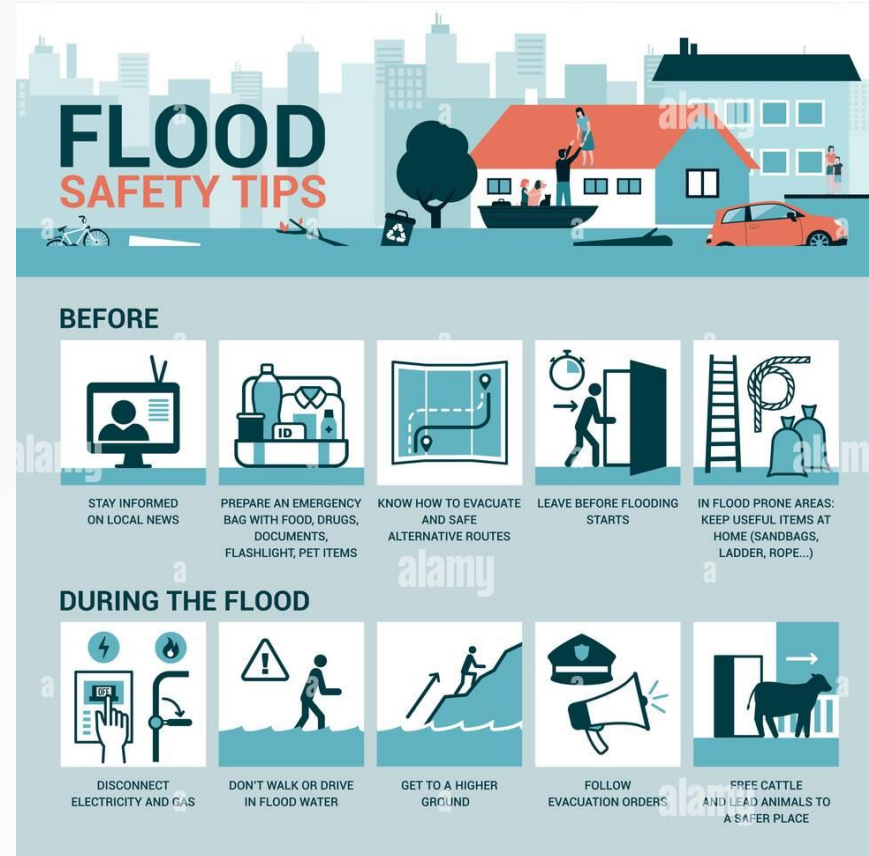 FLOOD
SAFETY TIPS
BEFORE
STAY INFORMED
ON LOCAL NEWS
PREPARE AN EMERGENCY
BAG WITH FOOD, DRUGS,
DOCUMENTS,
FLASHLIGHT, PET ITEMS
ID
KNOW HOW TO EVACUATE
AND SAFE
ALTERNATIVE ROUTES
LEAVE BEFORE FLOODING
STARTS
IN FLOOD PRONE AREAS:
KEEP USEFUL ITEMS AT
HOME (SANDBAGS,
LADDER, ROPE...)
DURING THE FLOOD
OFF
DISCONNECT
ELECTRICITY AND GAS
DON'T WALK OR DRIVE
IN FLOOD WATER
GET TO A HIGHER
GROUND
FOLLOW
EVACUATION ORDERS
FREE CATTLE
AND LEAD ANIMALS TO
A SAFER PLACE
alamy
alamy
alamy
alamy
alamy
a
a
a
a
a
a
a
a
a
a